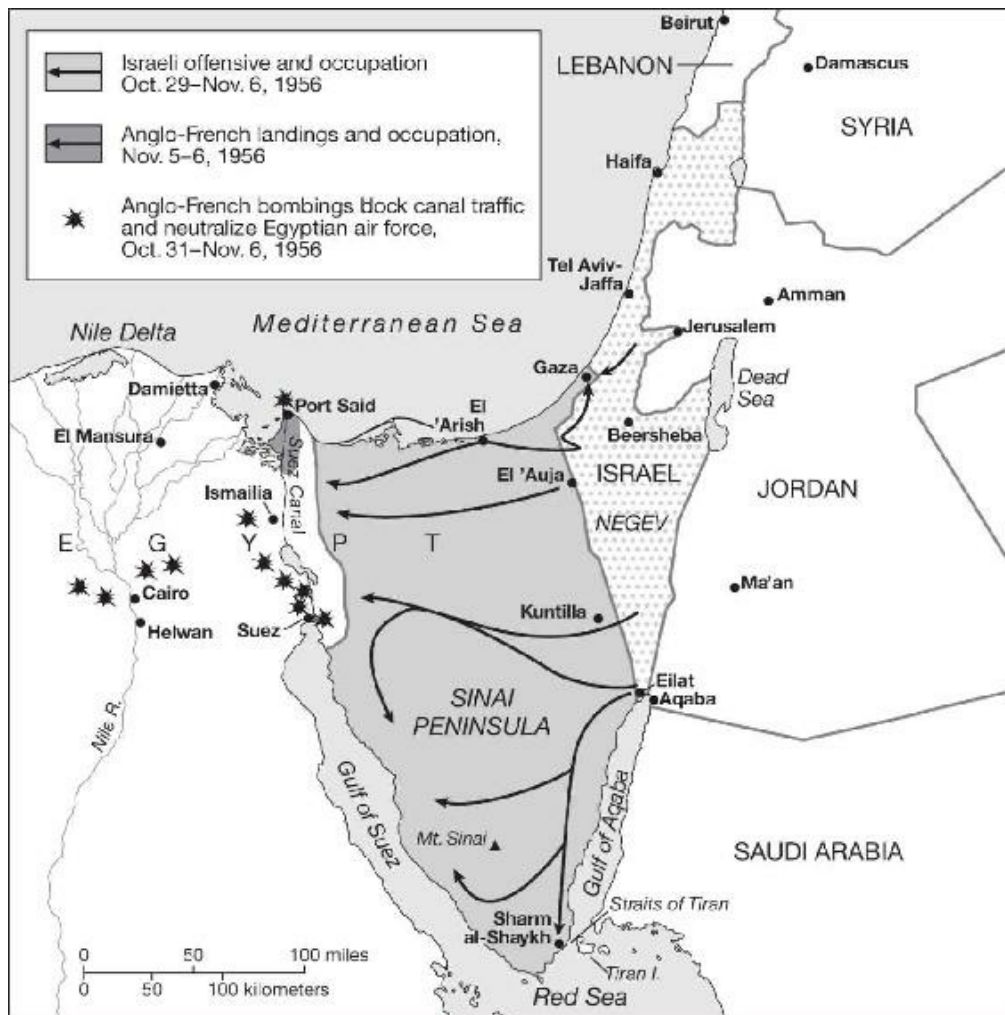 Israeli offensive and occupation
Oct. 29–Nov. 6, 1956
Anglo-French landings and occupation,
Nov. 5–6, 1956
Anglo-French bombings block canal traffic
and neutralize Egyptian air force,
Oct. 31–Nov. 6, 1956
Beirut
LEBANON
Damascus
SYRIA
Haifa
Tel Aviv-
Jaffa
Amman
Mediterranean Sea
Jerusalem
Nile Delta
Gaza
Dead
Sea
Damietta
Port Said
El
'Arish
El Mansura
Beersheba
Suez Canal
El 'Auja
ISRAEL
JORDAN
Ismailia
NEGEV
E G Y P T
Ma'an
Cairo
Kuntilla
Helwan
Suez
Eilat
Aqaba
SINAI
PENINSULA
Nile R.
Gulf of Suez
Gulf of Aqaba
Mt. Sinai
SAUDI ARABIA
Straits of Tiran
Sharm
al-Shaykh
Tiran I.
0 50 100 miles
0 50 100 kilometers
Red Sea